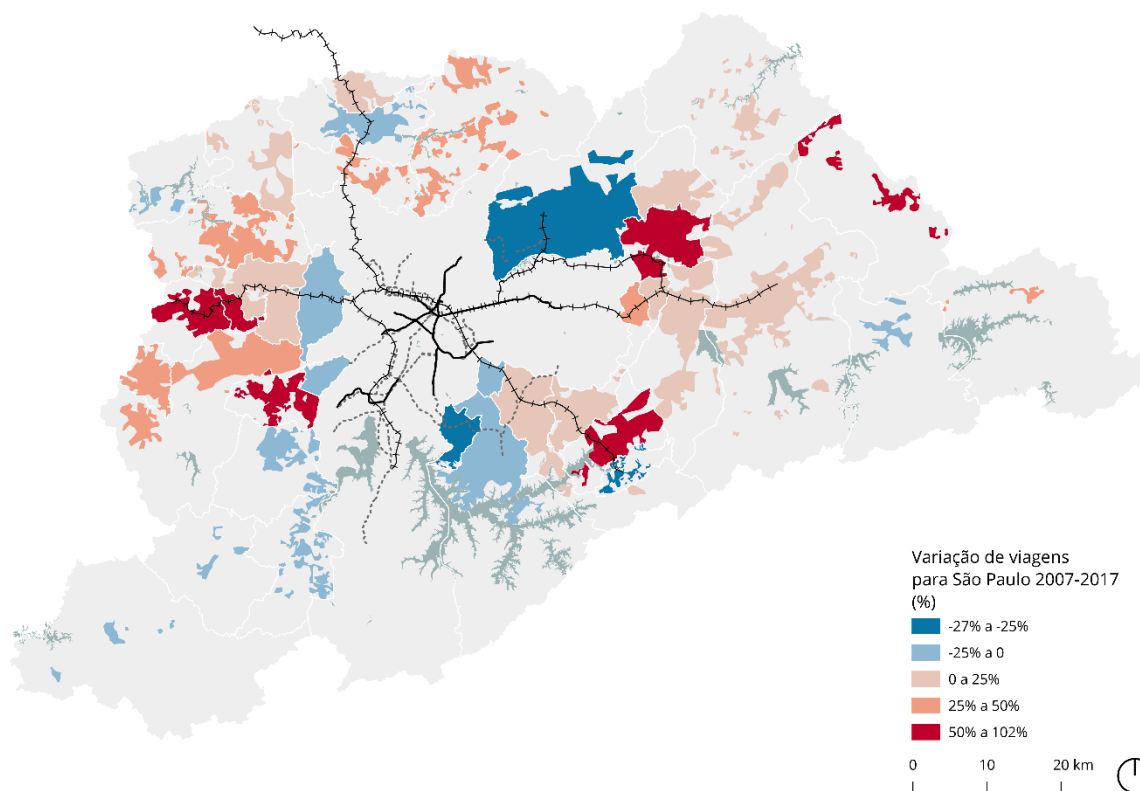 Variação de viagens
para São Paulo 2007-2017
(%)
-27% a -25%
-25% a 0
0 a 25%
25% a 50%
50% a 102%
0 10 20 km